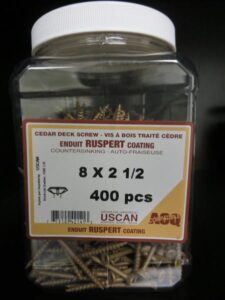 CEDAR DECK SCREW - VIS À BOIS TRAITÉ CÈDRE
ENDUIT RUSPERT COATING
COUNTERSINKING - AUTO-FRAISEUSE
8 X 2 1/2
400 pcs
USCAN
ACQ
ENDUIT RUSPERT COATING